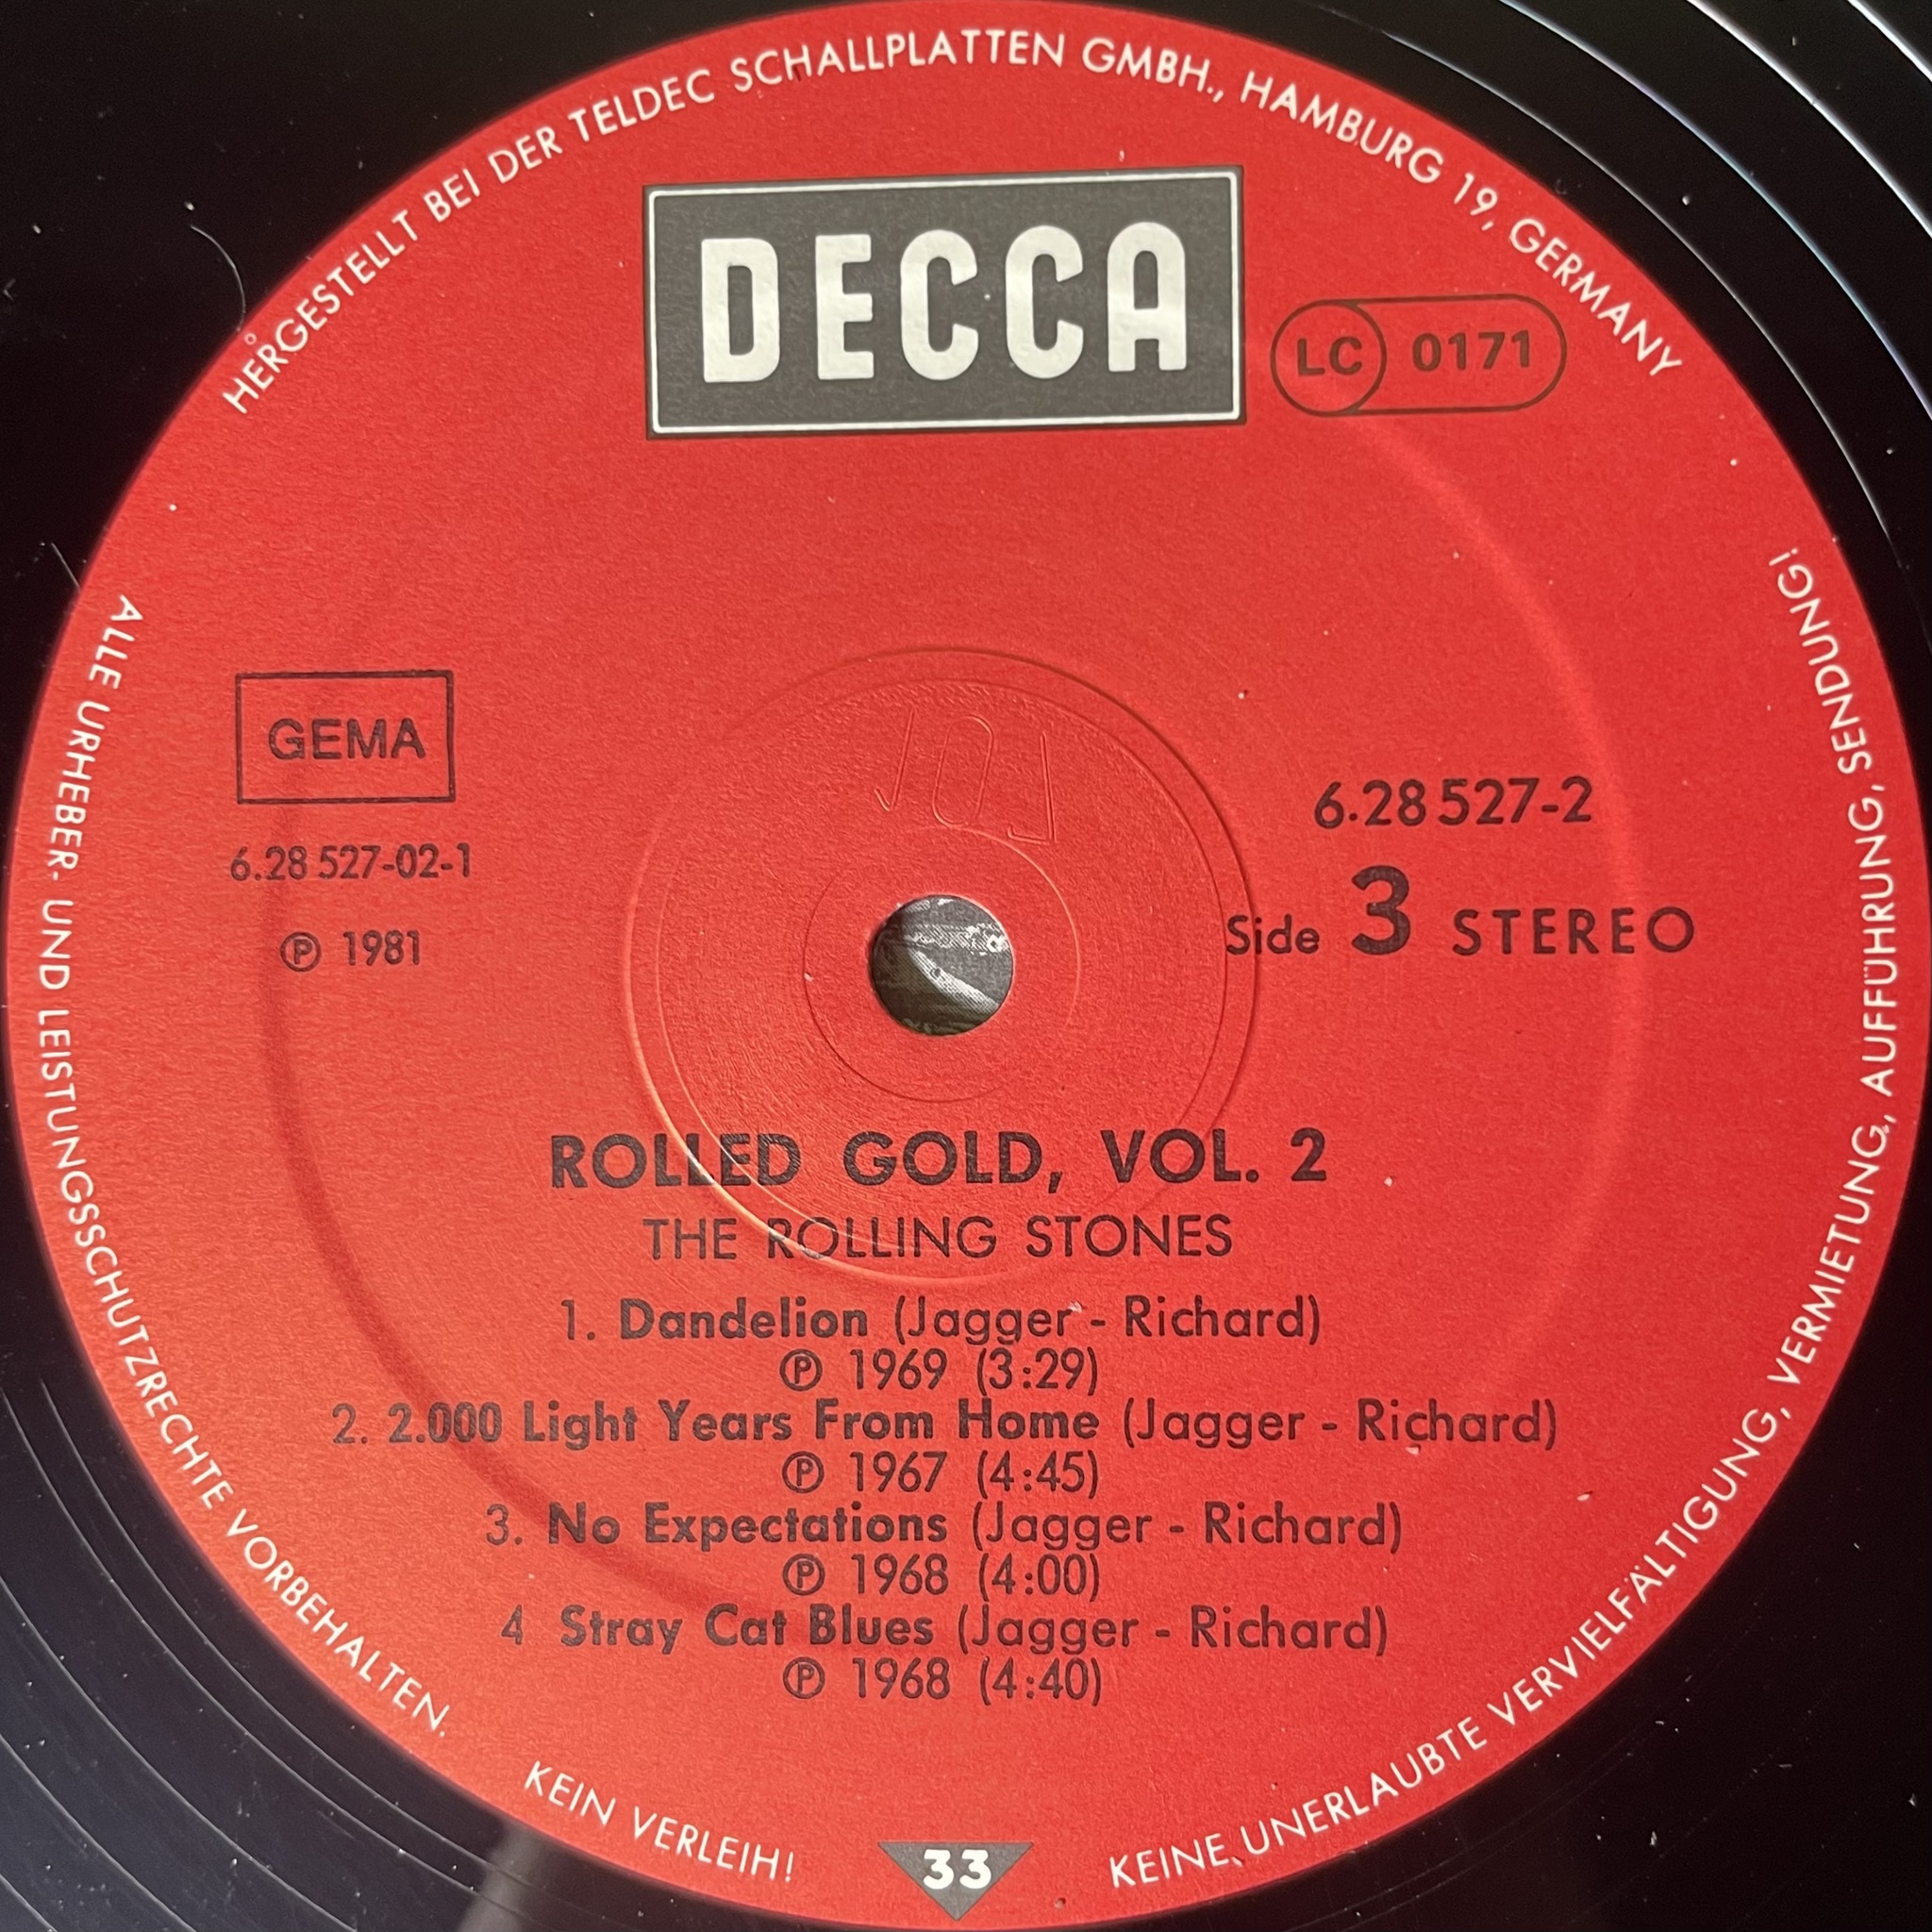 HERGESTELLT BEI DER TELDEC SCHALLPLATTEN GMBH., HAMBURG 19, GERMANY
DECCA
LC 0171
GEMA
6.28 527-02-1
℗ 1981
6.28 527-2
Side 3 STEREO
ROLLED GOLD, VOL. 2
THE ROLLING STONES
1. Dandelion (Jagger - Richard)
℗ 1969 (3:29)
2. 2.000 Light Years From Home (Jagger - Richard)
℗ 1967 (4:45)
3. No Expectations (Jagger - Richard)
℗ 1968 (4:00)
4 Stray Cat Blues (Jagger - Richard)
℗ 1968 (4:40)
ALLE URHEBER- UND LEISTUNGSSCHUTZRECHTE VORBEHALTEN.
KEIN VERLEIH!
33
KEINE UNERLAUBTE VERVIELFÄLTIGUNG, VERMIETUNG, AUFFÜHRUNG, SENDUNG!